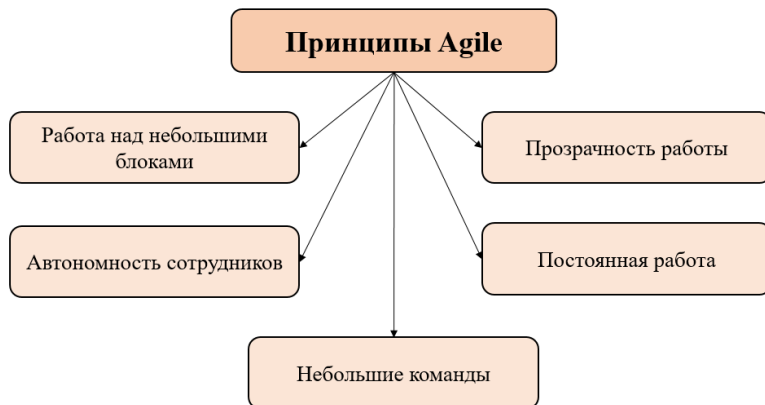 Принципы Agile
Работа над небольшими
блоками
Прозрачность работы
Автономность сотрудников
Постоянная работа
Небольшие команды